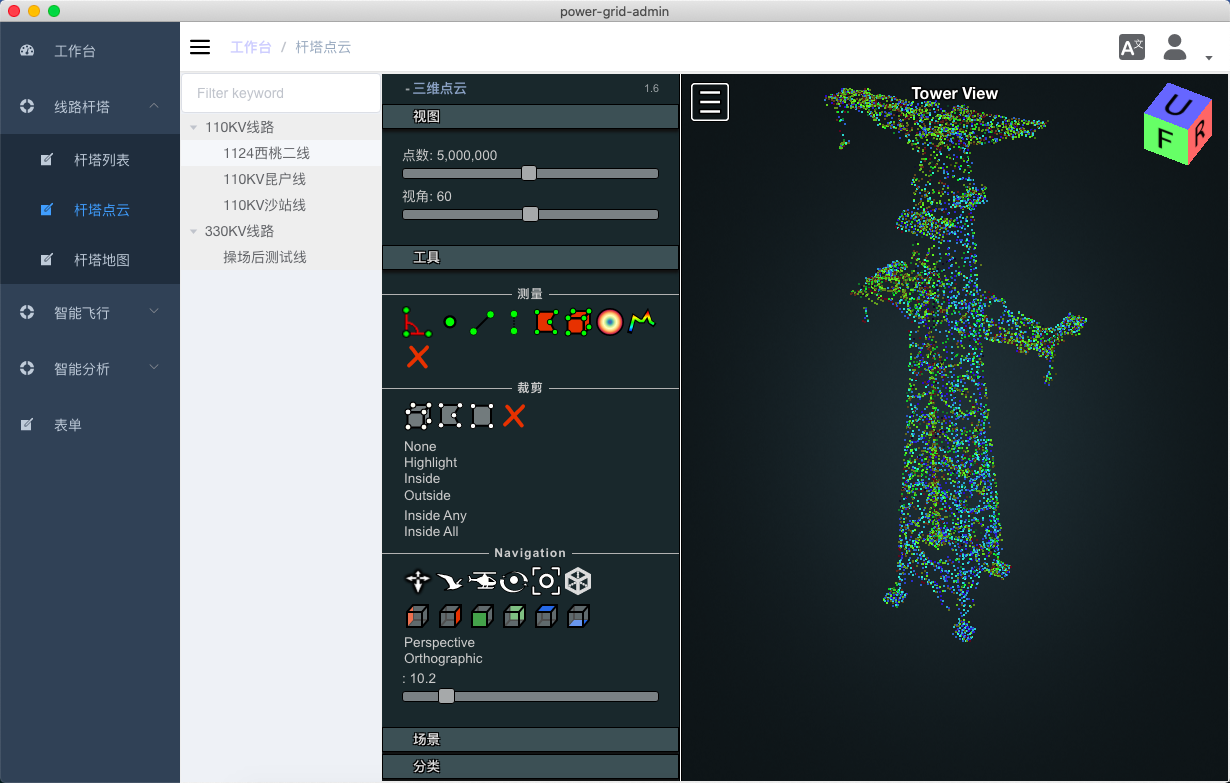 power-grid-admin
工作台
线路杆塔
杆塔列表
杆塔点云
杆塔地图
智能飞行
智能分析
表单
工作台 / 杆塔点云
A文
Filter keyword
110KV线路
1124西桃二线
110KV昆户线
110KV沙站线
330KV线路
操场后测试线
- 三维点云 1.6
视图
点数: 5,000,000
视角: 60
工具
测量
裁剪
None
Highlight
Inside
Outside
Inside Any
Inside All
Navigation
Perspective
Orthographic
: 10.2
场景
分类
Tower View
U
F
R